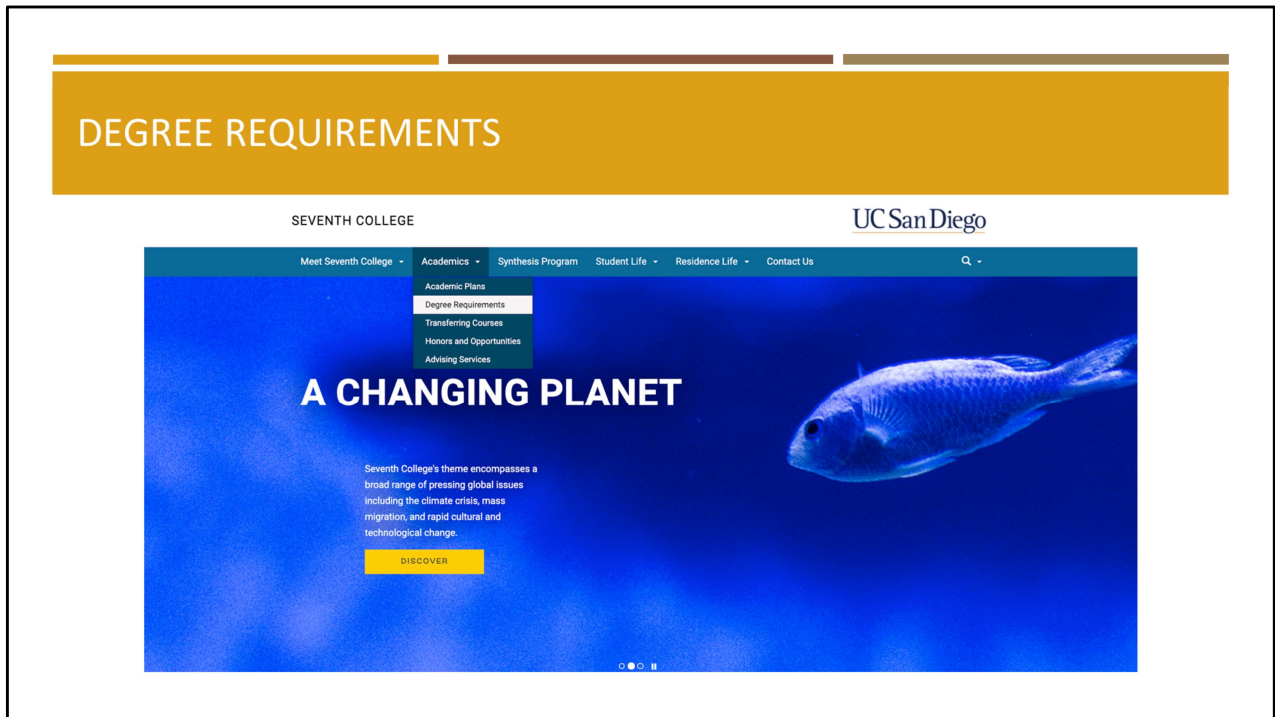 DEGREE REQUIREMENTS
SEVENTH COLLEGE
UC San Diego
Meet Seventh College Academics Synthesis Program Student Life Residence Life Contact Us
Academic Plans
Degree Requirements
Transferring Courses
Honors and Opportunities
Advising Services
A CHANGING PLANET
Seventh College's theme encompasses a
broad range of pressing global issues
including the climate crisis, mass
migration, and rapid cultural and
technological change.
DISCOVER